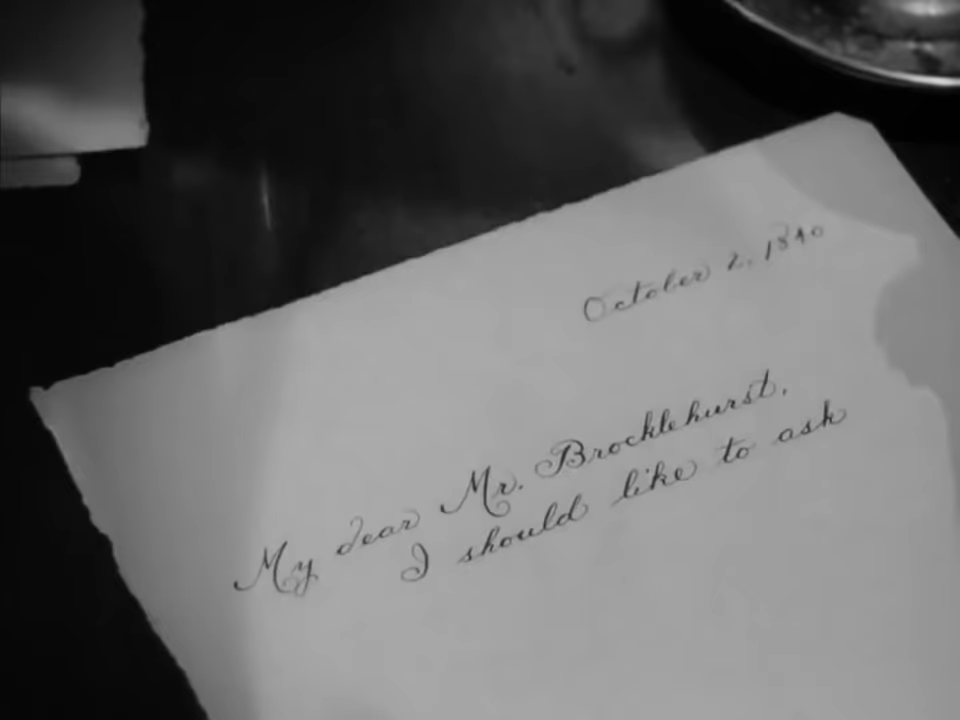 October 2, 1840
My dear Mr. Brocklehurst,
I should like to ask